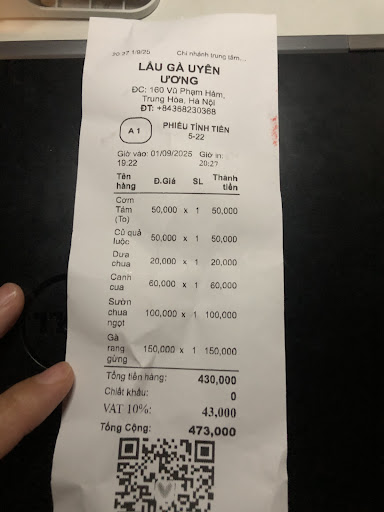 20:27 1/9/25 Chi nhánh trung tâm...
LẨU GÀ UYÊN
ƯƠNG
ĐC: 160 Vũ Phạm Hàm,
Trung Hòa, Hà Nội
ĐT: +84368230368
A 1 PHIẾU TÍNH TIỀN
5-22
Giờ vào: 01/09/2025 Giờ in:
19:22 20:27
Tên Đ.Giá SL Thành
hàng tiền
Cơm
Tám 50,000 x 1 50,000
(To)
Củ quả
luộc 50,000 x 1 50,000
Dưa
chua 20,000 x 1 20,000
Canh
cua 60,000 x 1 60,000
Sườn
chua 100,000 x 1 100,000
ngọt
Gà
rang 150,000 x 1 150,000
gừng
Tổng tiền hàng: 430,000
Chiết khấu: 0
VAT 10%: 43,000
Tổng Cộng: 473,000